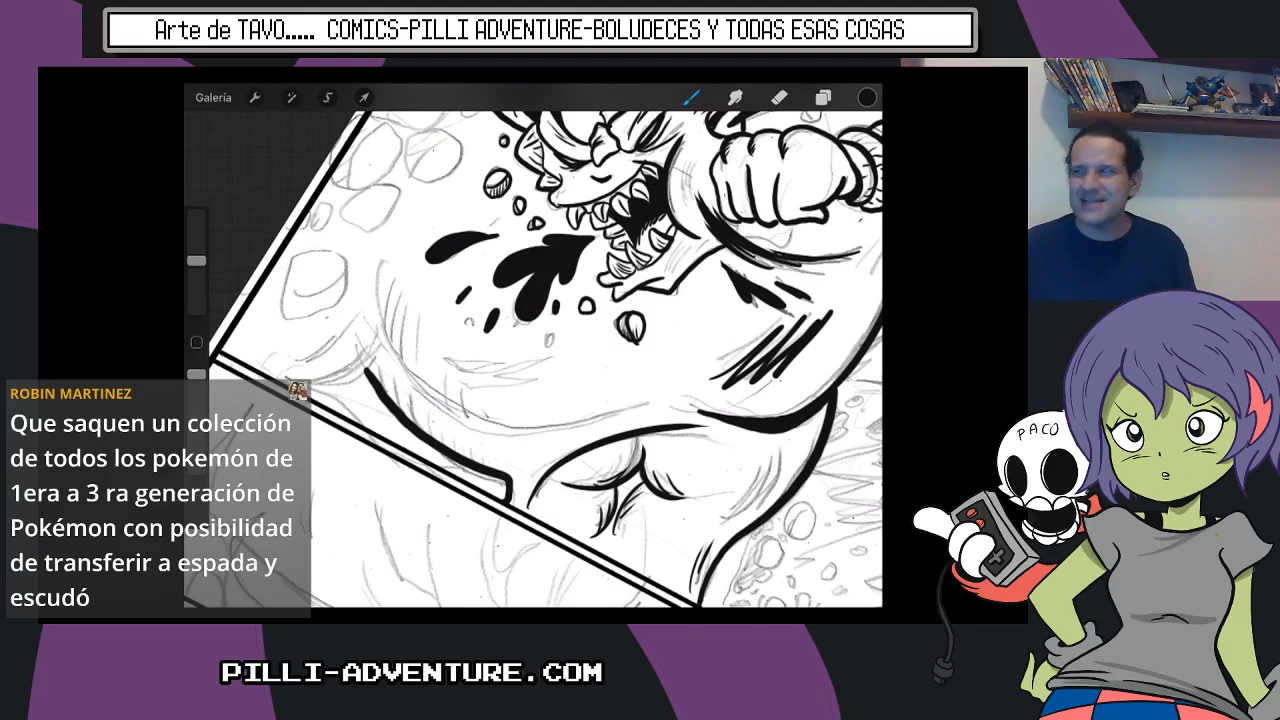 Arte de TAVO..... COMICS-PILLI ADVENTURE-BOLUDECES Y TODAS ESAS COSAS
Galería
ROBIN MARTINEZ
Que saquen un colección
de todos los pokemón de
1era a 3 ra generación de
Pokémon con posibilidad
de transferir a espada y
escudó
PACO
PILLI-ADVENTURE.COM